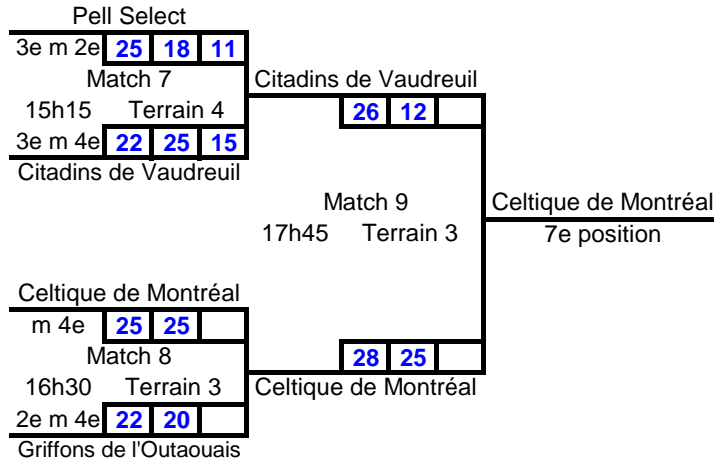 Pell Select
3e m 2e 25 18 11
Match 7
15h15 Terrain 4
3e m 4e 22 25 15
Citadins de Vaudreuil
Citadins de Vaudreuil
26 12
Match 9
17h45 Terrain 3
Celtique de Montréal
7e position
Celtique de Montréal
m 4e 25 25
Match 8
16h30 Terrain 3
2e m 4e 22 20
Griffons de l'Outaouais
28 25
Celtique de Montréal